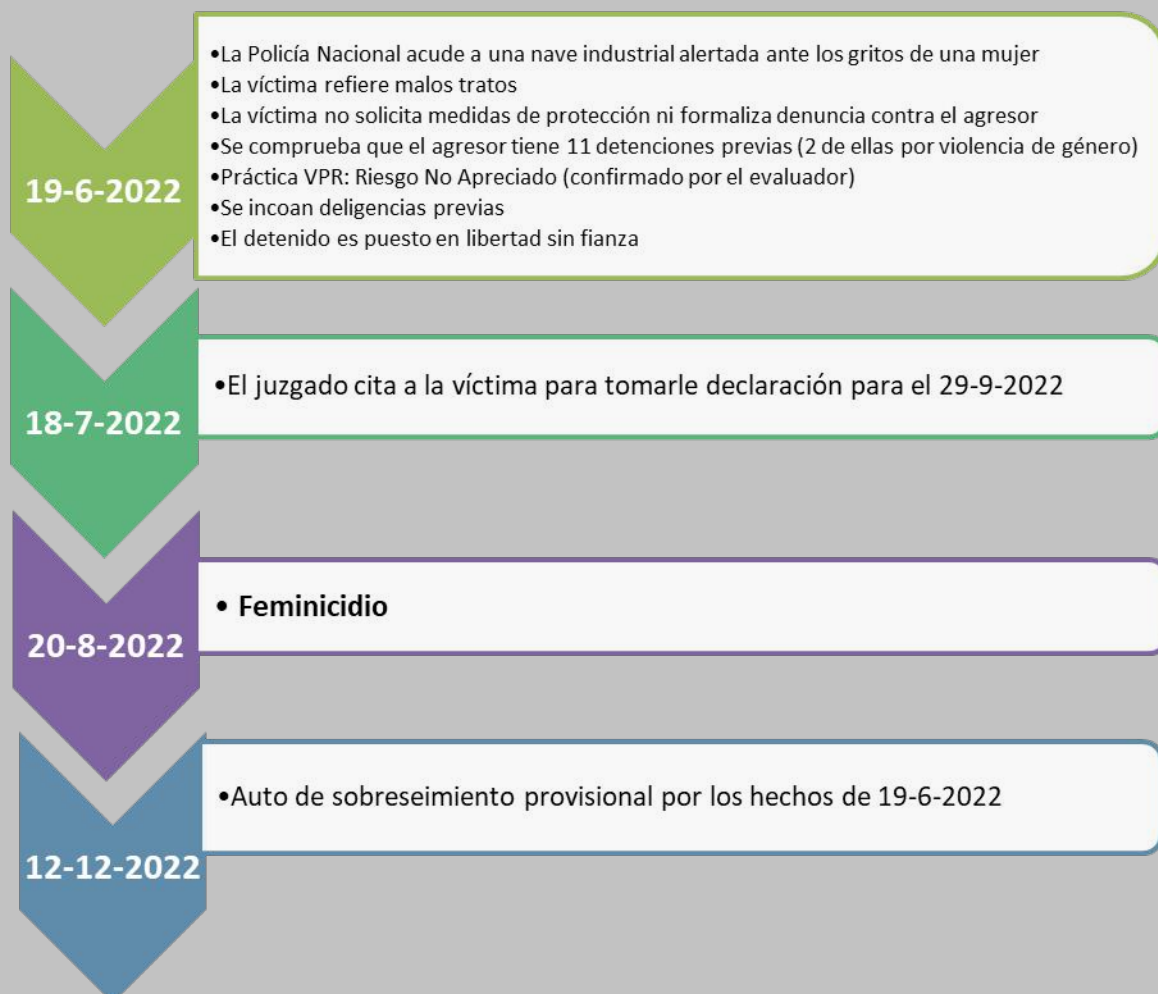 19-6-2022
•La Policía Nacional acude a una nave industrial alertada ante los gritos de una mujer
•La víctima refiere malos tratos
•La víctima no solicita medidas de protección ni formaliza denuncia contra el agresor
•Se comprueba que el agresor tiene 11 detenciones previas (2 de ellas por violencia de género)
•Práctica VPR: Riesgo No Apreciado (confirmado por el evaluador)
•Se incoan deligencias previas
•El detenido es puesto en libertad sin fianza
18-7-2022
•El juzgado cita a la víctima para tomarle declaración para el 29-9-2022
20-8-2022
• Feminicidio
12-12-2022
•Auto de sobreseimiento provisional por los hechos de 19-6-2022